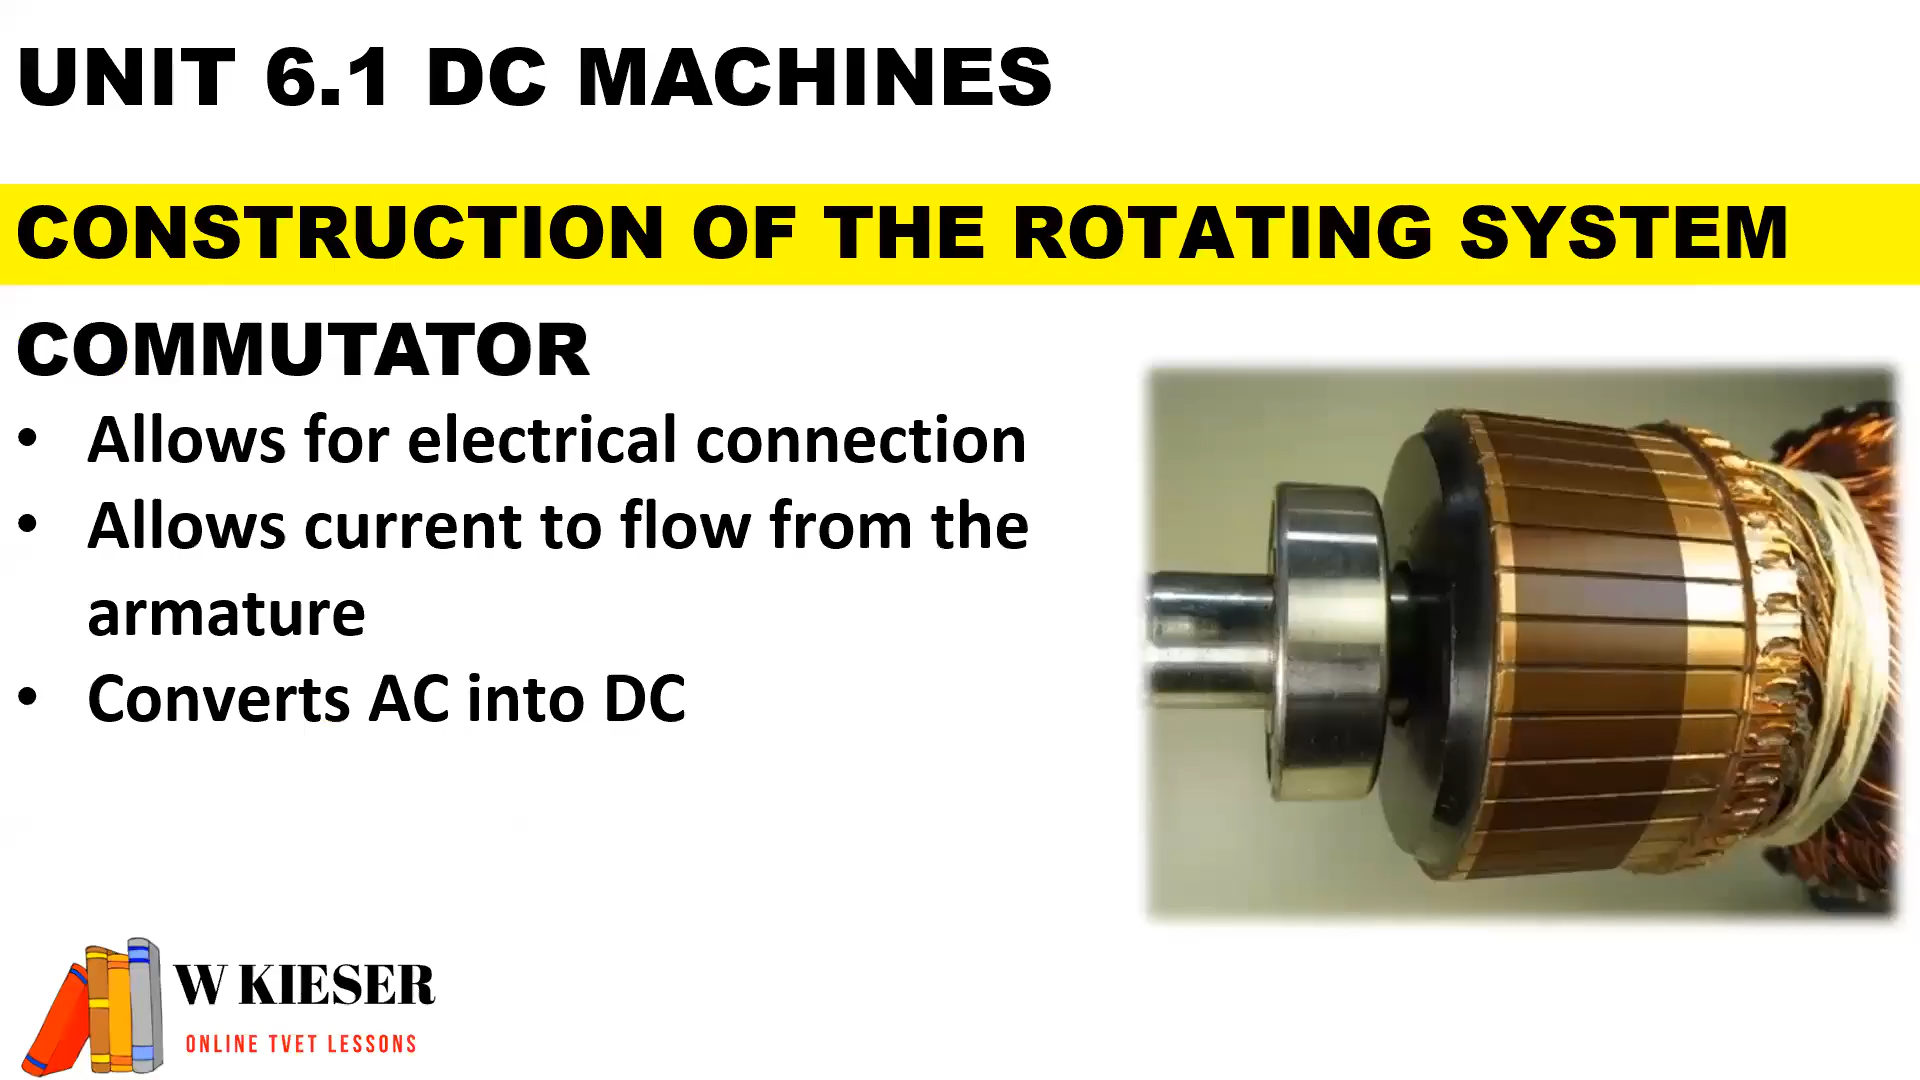 UNIT 6.1 DC MACHINES
CONSTRUCTION OF THE ROTATING SYSTEM
COMMUTATOR
• Allows for electrical connection
• Allows current to flow from the
armature
• Converts AC into DC
W KIESER
ONLINE TVET LESSONS